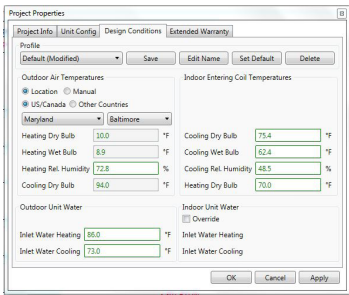 Project Properties
Project Info Unit Config Design Conditions Extended Warranty
Profile
Default (Modified) Save Edit Name Set Default Delete
Outdoor Air Temperatures
Location Manual
US/Canada Other Countries
Maryland Baltimore
Heating Dry Bulb 10.0 °F
Heating Wet Bulb 8.9 °F
Heating Rel. Humidity 72.8 %
Cooling Dry Bulb 94.0 °F
Indoor Entering Coil Temperatures
Cooling Dry Bulb 75.4 °F
Cooling Wet Bulb 62.4 °F
Cooling Rel. Humidity 48.5 %
Heating Dry Bulb 70.0 °F
Outdoor Unit Water
Inlet Water Heating 86.0 °F
Inlet Water Cooling 73.0 °F
Indoor Unit Water
Override
Inlet Water Heating
Inlet Water Cooling
OK Cancel Apply